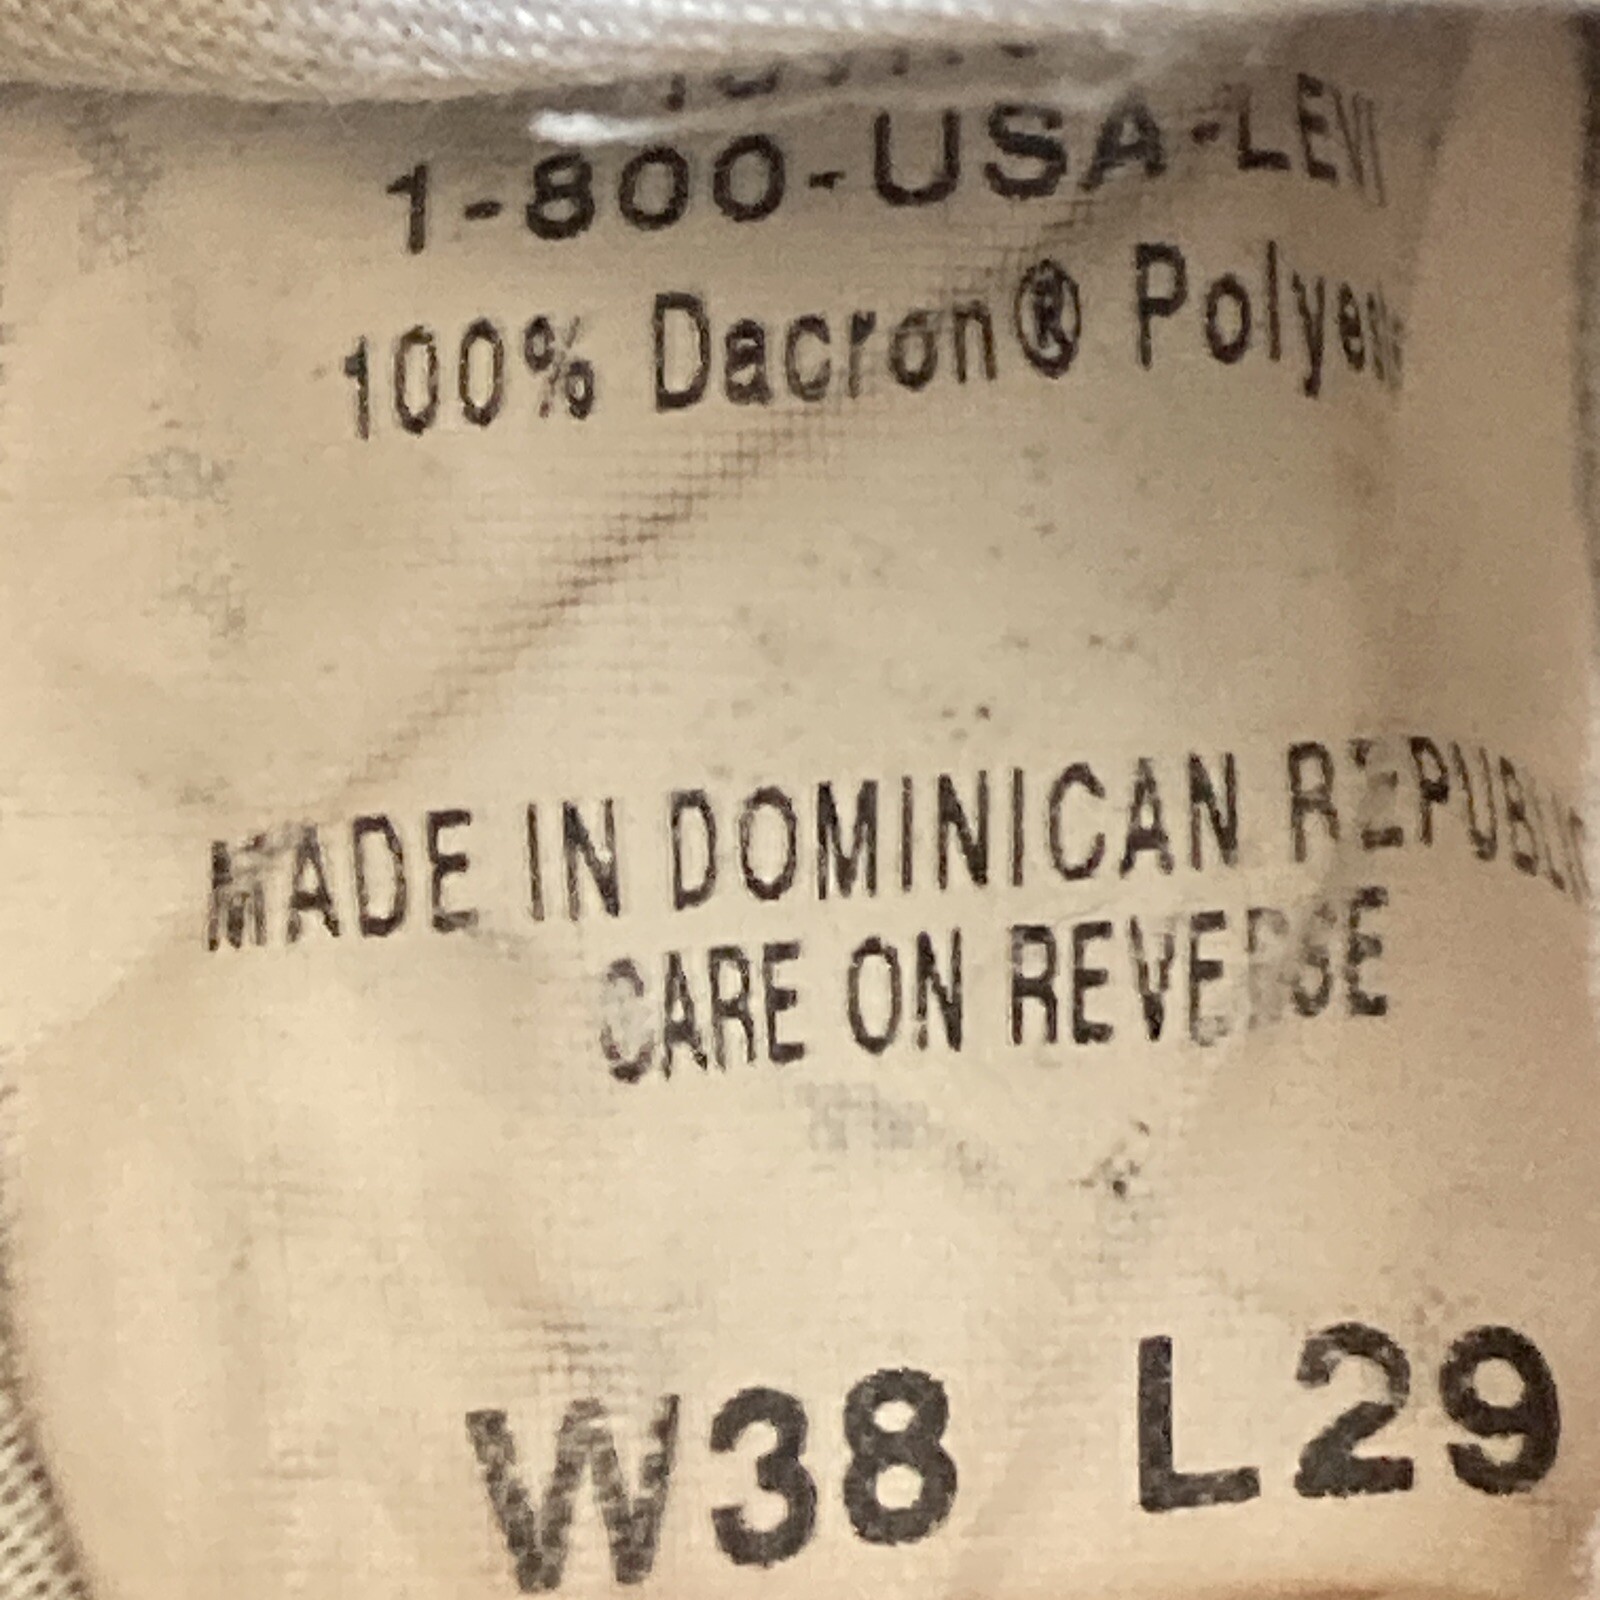 1-800-USA-LEVI
100% Dacron® Polyester
MADE IN DOMINICAN REPUBLIC
CARE ON REVERSE
W38 L29